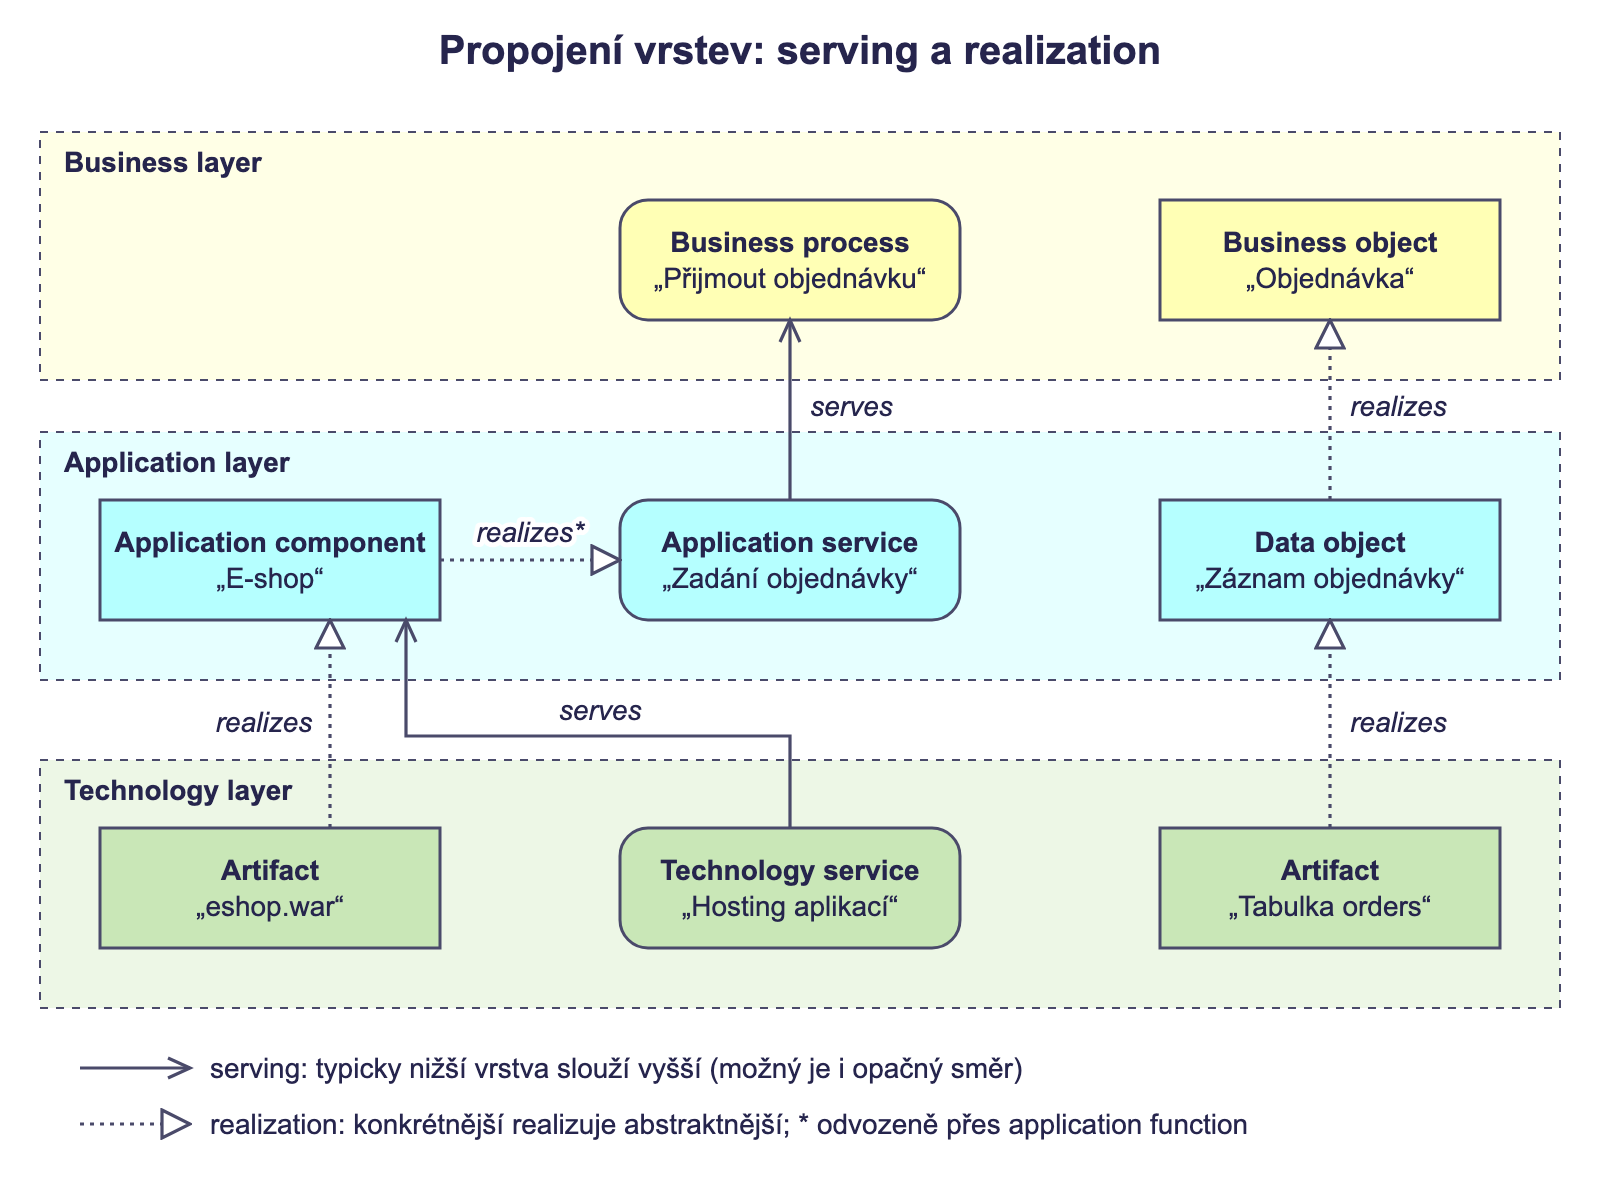 Propojení vrstev: serving a realization
Business layer
Business process
„Přijmout objednávku“
Business object
„Objednávka“
serves
realizes
Application layer
Application component
„E-shop“
realizes*
Application service
„Zadání objednávky“
Data object
„Záznam objednávky“
realizes
serves
realizes
Technology layer
Artifact
„eshop.war“
Technology service
„Hosting aplikací“
Artifact
„Tabulka orders“
serving: typicky nižší vrstva slouží vyšší (možný je i opačný směr)
realization: konkrétnější realizuje abstraktnější; * odvozeně přes application function